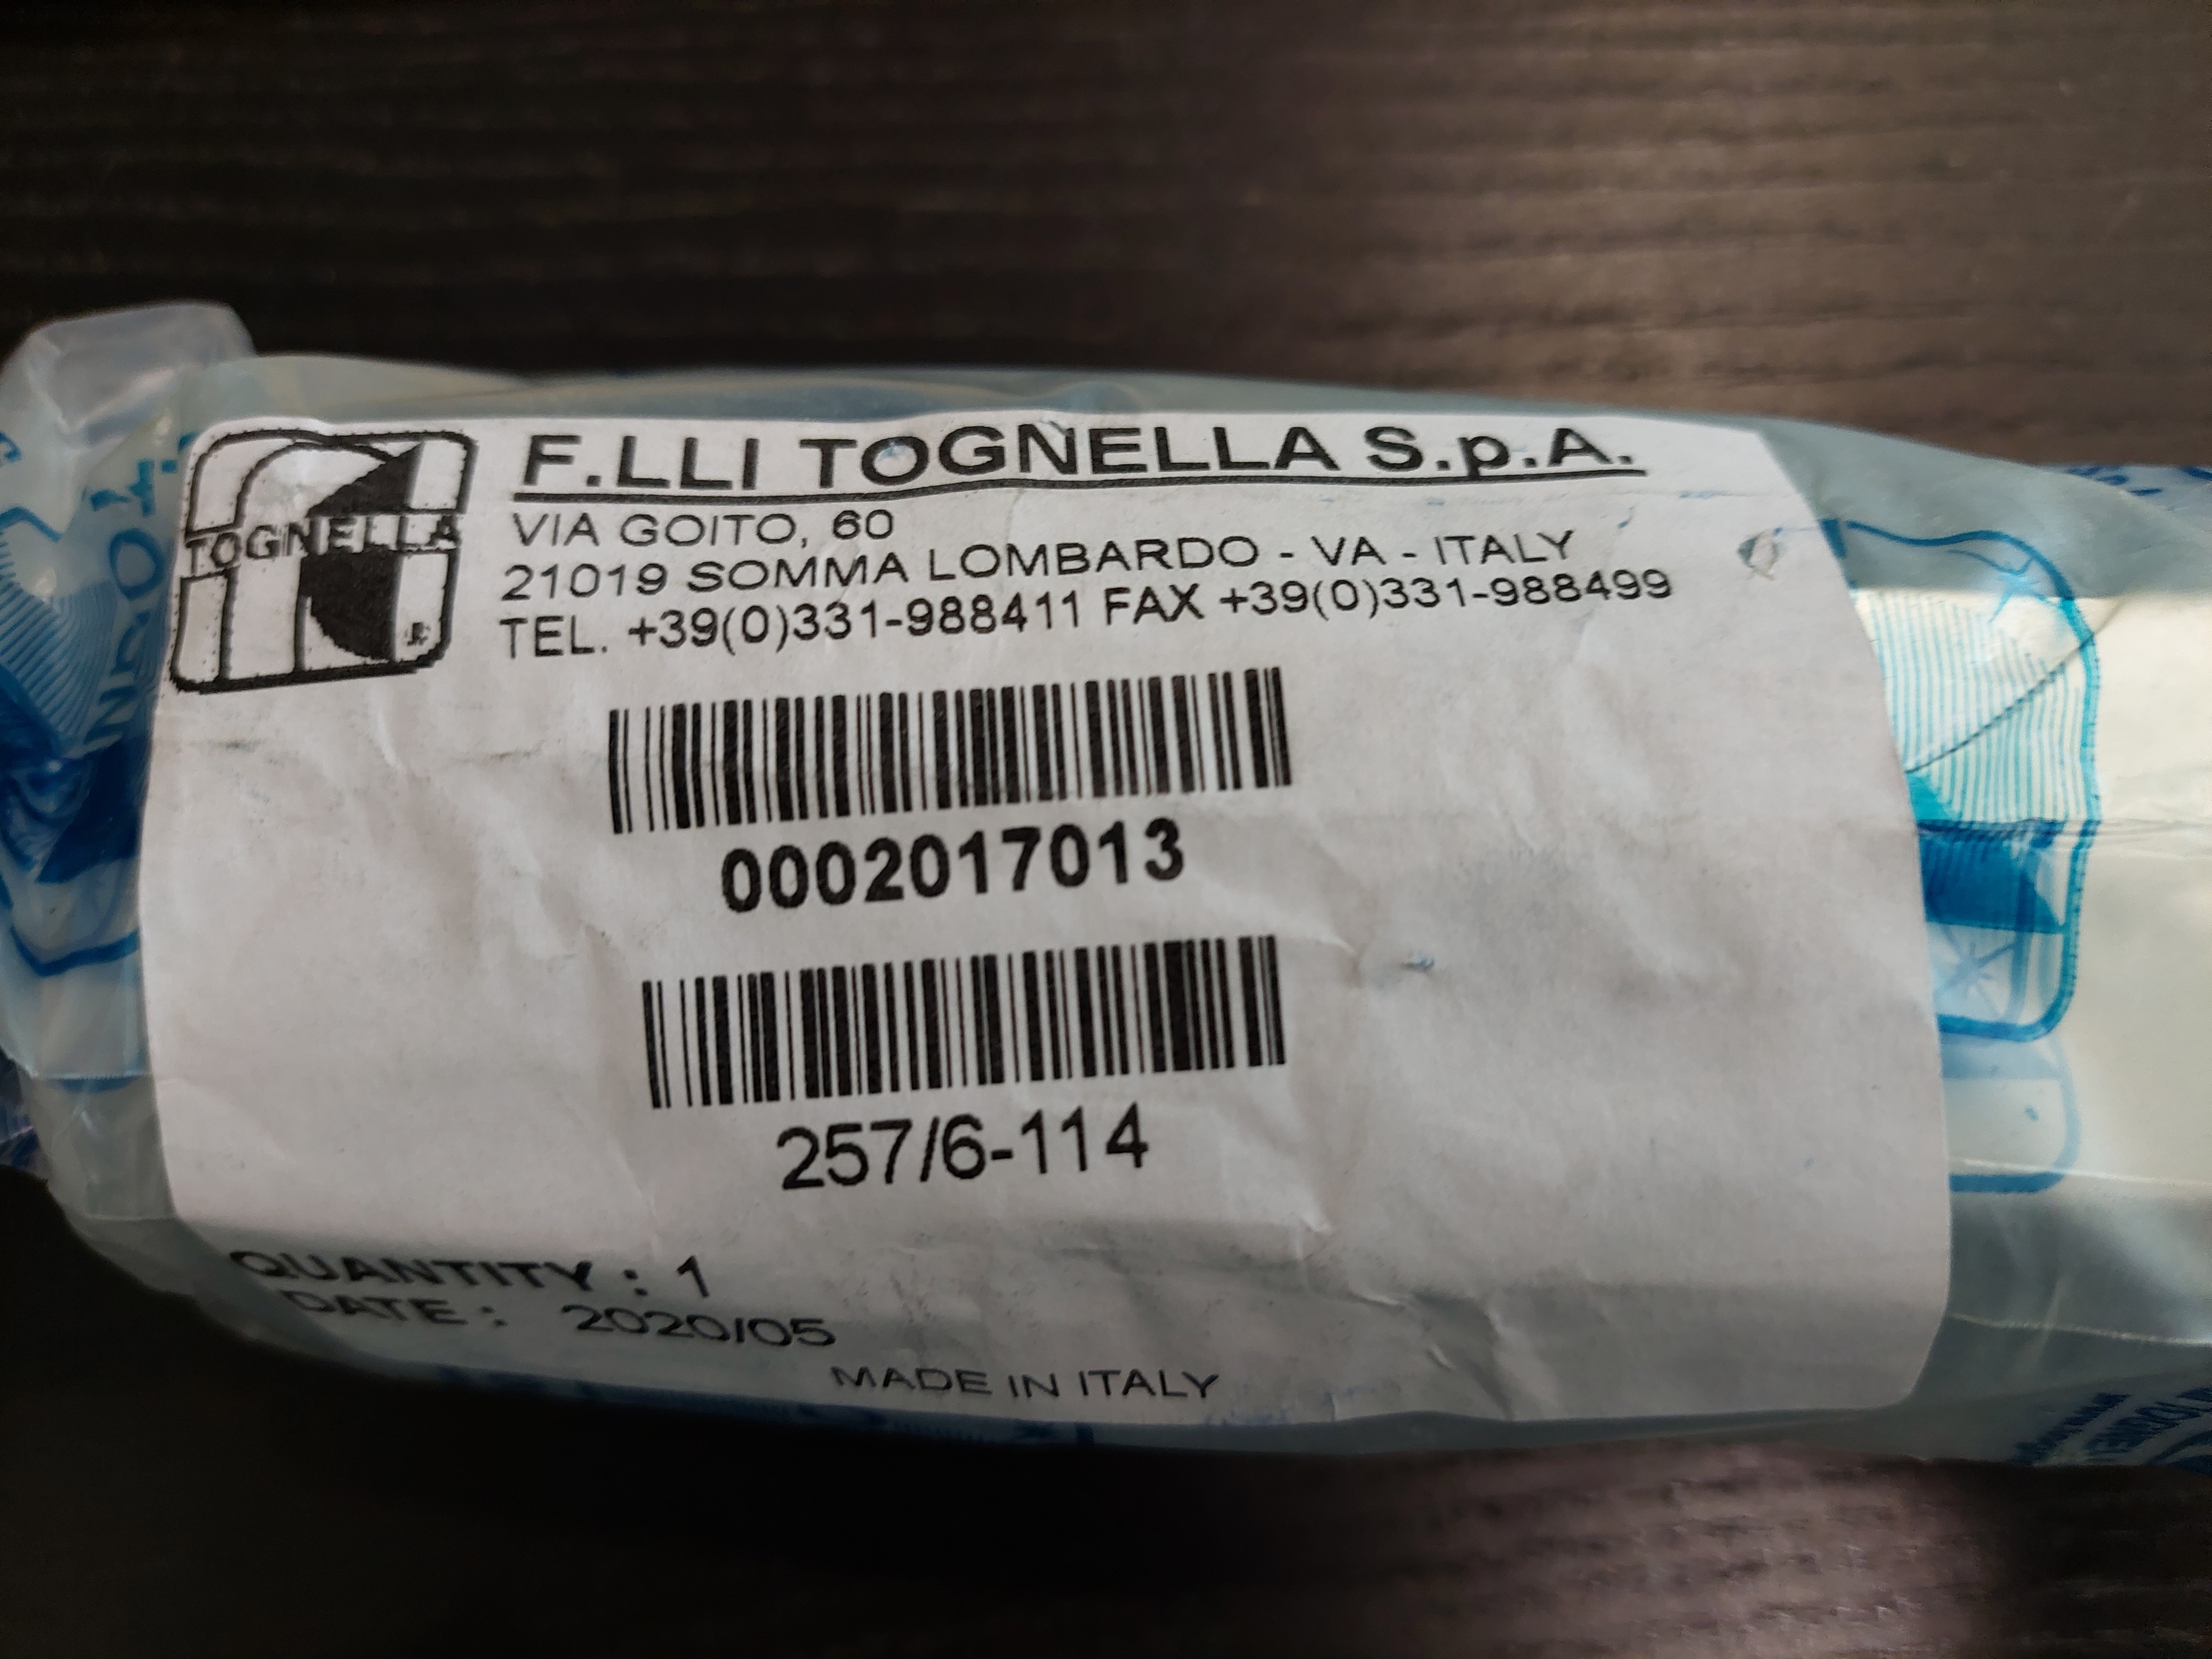 TOGNELLA
F.LLI TOGNELLA S.p.A.
VIA GOITO, 60
21019 SOMMA LOMBARDO - VA - ITALY
TEL. +39(0)331-988411 FAX +39(0)331-988499
0002017013
257/6-114
QUANTITY : 1
DATE : 2020/05
MADE IN ITALY